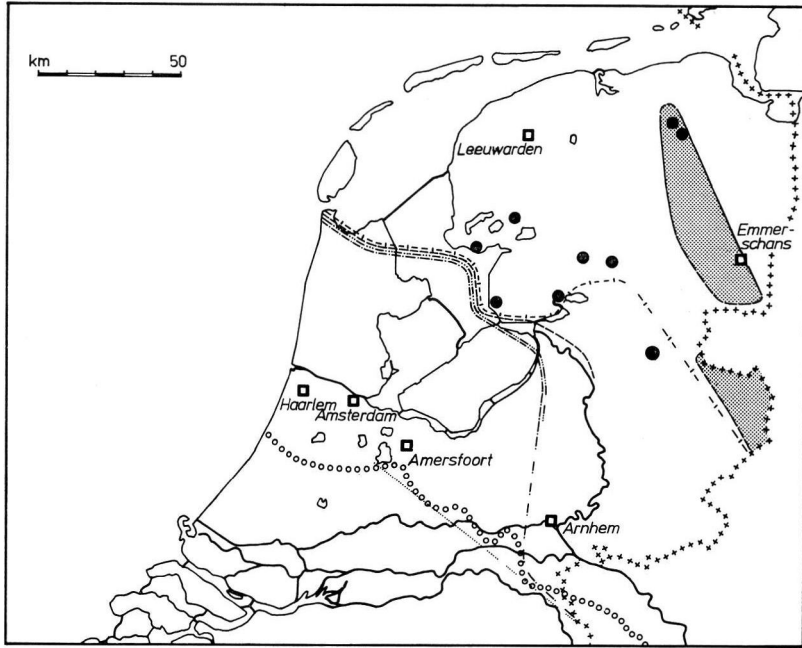 km 50
Leeuwarden
Emmer-
schans
Haarlem
Amsterdam
Amersfoort
Arnhem